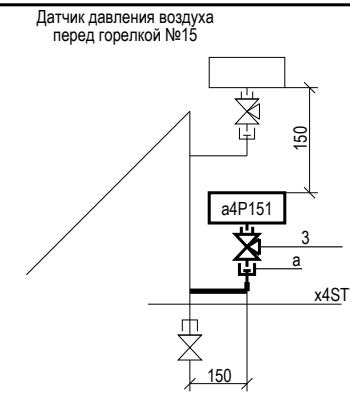 Датчик давления воздуха
перед горелкой №15
150
a4P151
3
a
x4ST
150